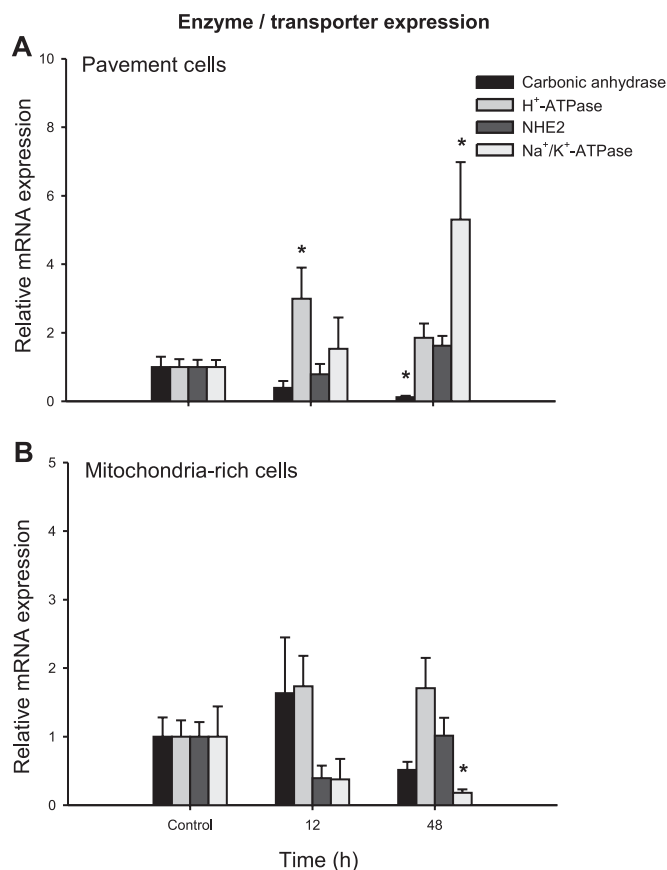 Enzyme / transporter expression
A
Pavement cells
10
8
6
4
2
0
Relative mRNA expression
Carbonic anhydrase
H⁺-ATPase
NHE2
Na⁺/K⁺-ATPase
*
*
*
B
Mitochondria-rich cells
5
4
3
2
1
0
Relative mRNA expression
*
Control 12 48
Time (h)